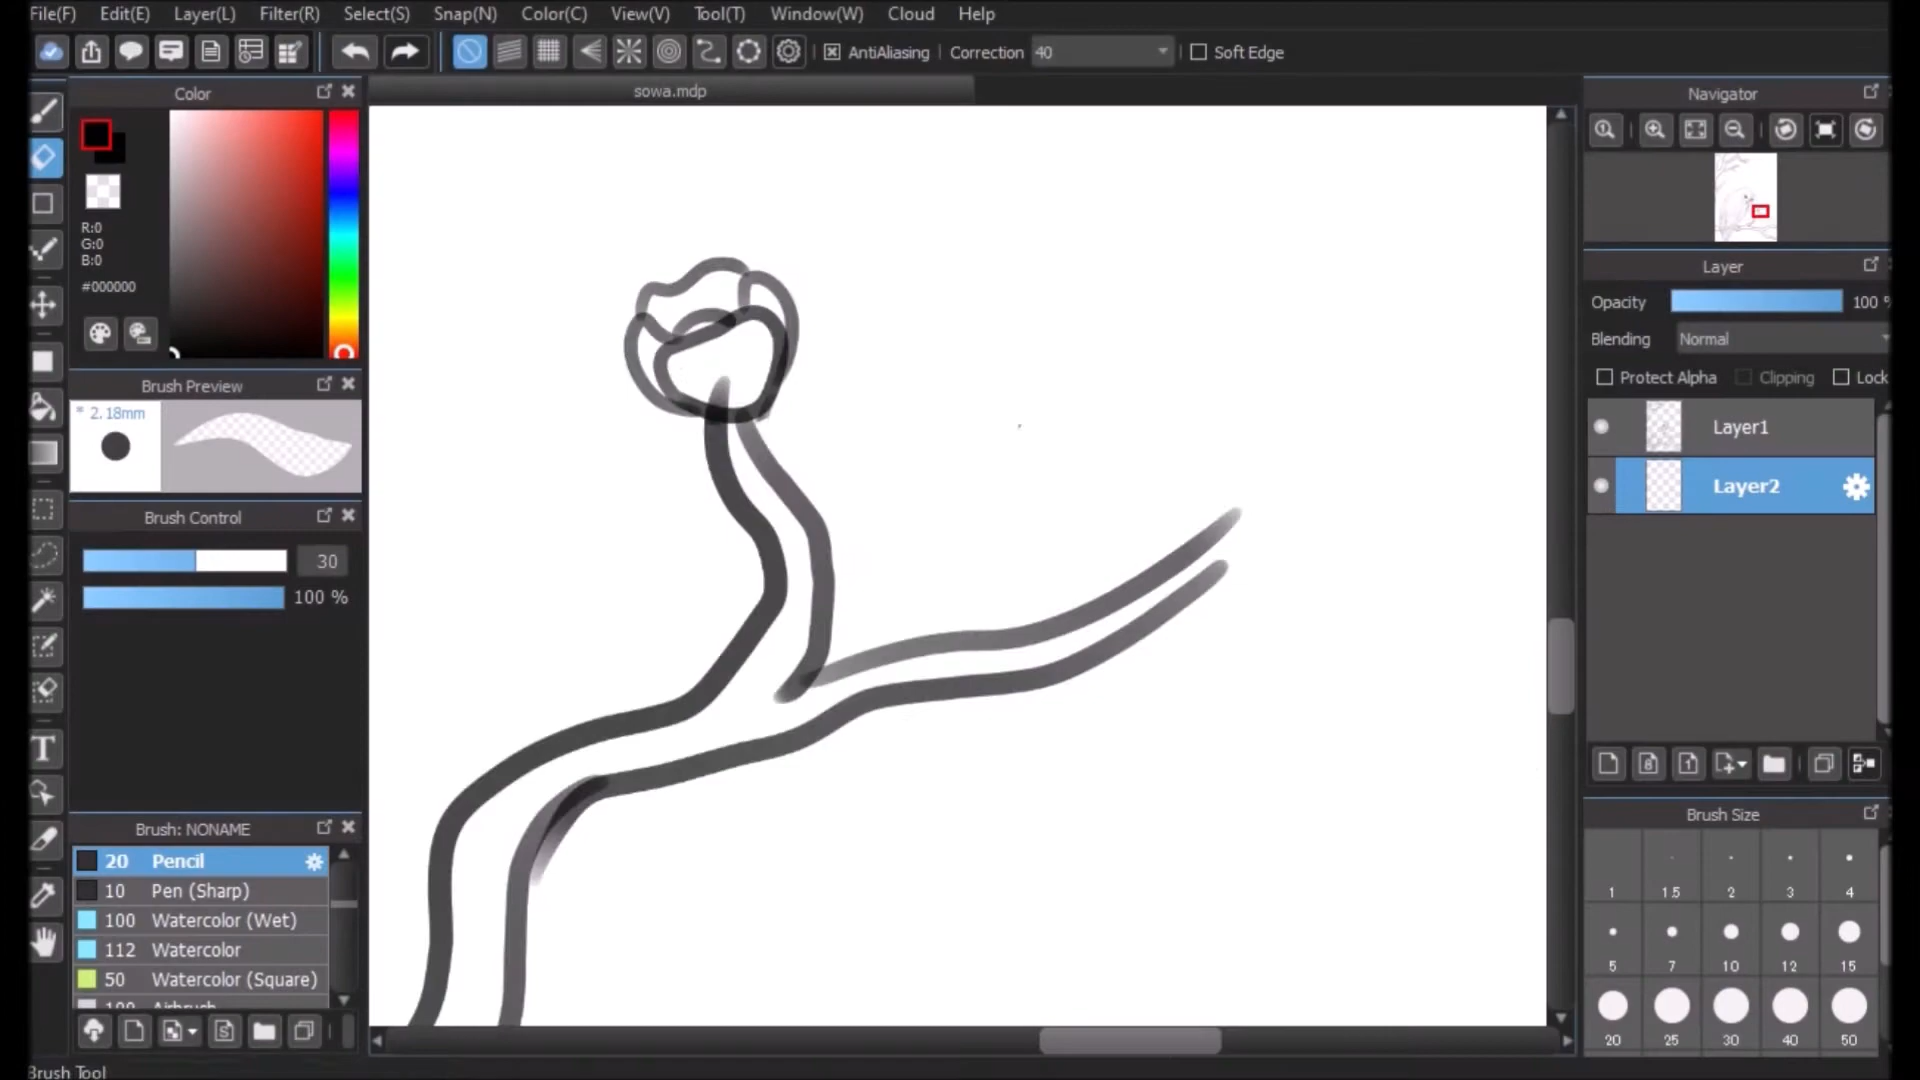 File(F) Edit(E) Layer(L) Filter(R) Select(S) Snap(N) Color(C) View(V) Tool(T) Window(W) Cloud Help
AntiAliasing Correction 40 Soft Edge
Color
sowa.mdp
Navigator
R:0
G:0
B:0
#000000
Layer
Opacity 100 %
Blending Normal
Protect Alpha Clipping Lock
Brush Preview
2.18mm
Layer1
Layer2
Brush Control
30
100 %
Brush: NONAME
20 Pencil
10 Pen (Sharp)
100 Watercolor (Wet)
112 Watercolor
50 Watercolor (Square)
100 Airbrush
Brush Size
1 1.5 2 3 4
5 7 10 12 15
20 25 30 40 50
Brush Tool